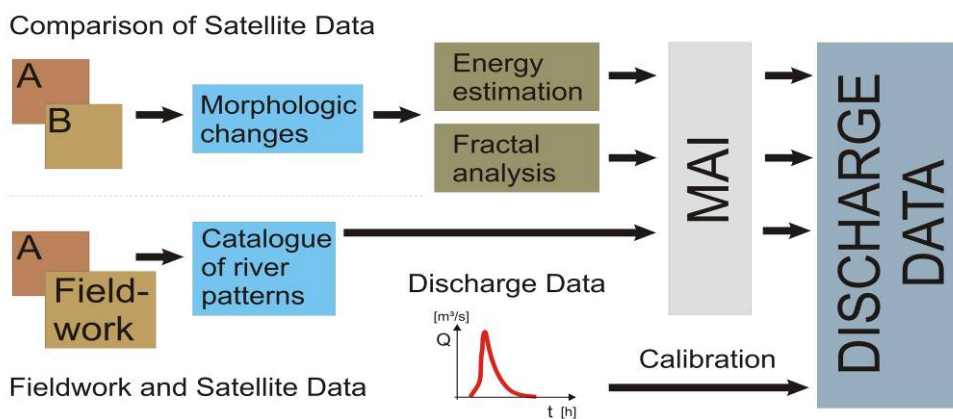 Comparison of Satellite Data
A
B
Morphologic
changes
Energy
estimation
Fractal
analysis
MAI
DISCHARGE
DATA
A
Field-
work
Catalogue
of river
patterns
Discharge Data
[m³/s]
Q
t [h]
Calibration
Fieldwork and Satellite Data